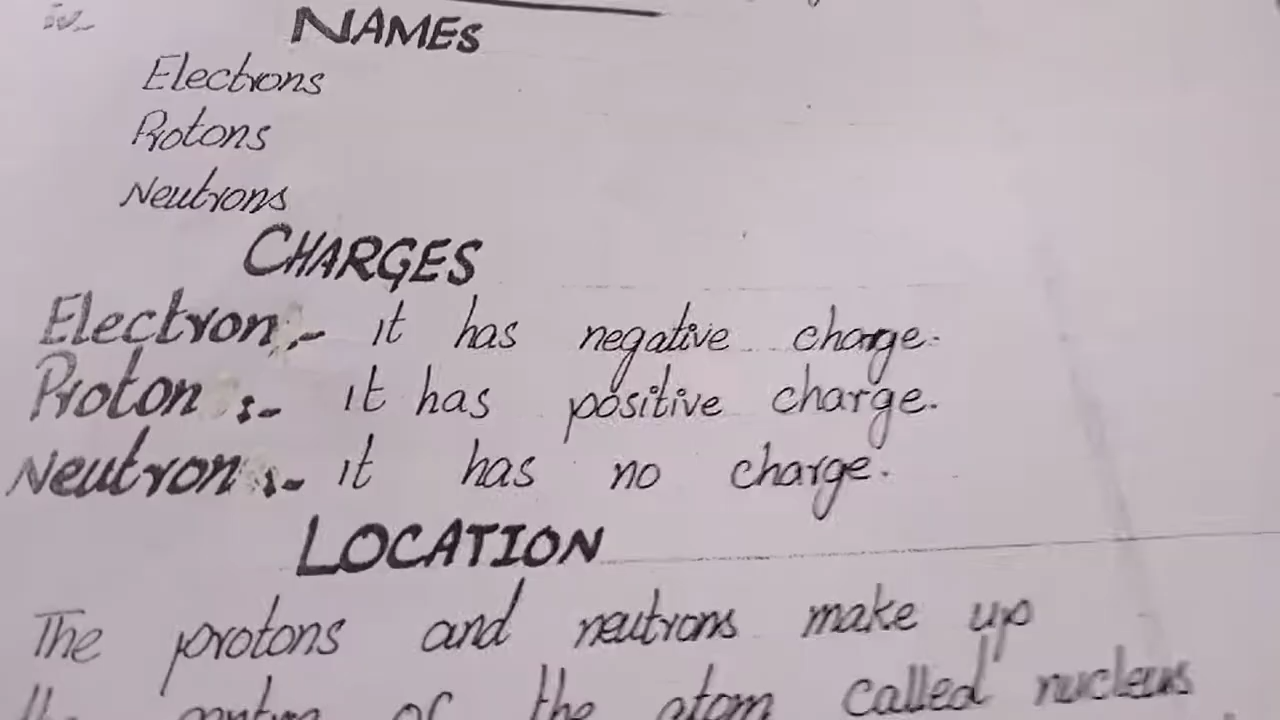 iv-
NAMES
Electrons
Protons
Neutrons
CHARGES
Electron:- it has negative charge.
Proton :- it has positive charge.
Neutron:- it has no charge.
LOCATION
The protons and neutrons make up
the of the atom called nucleus